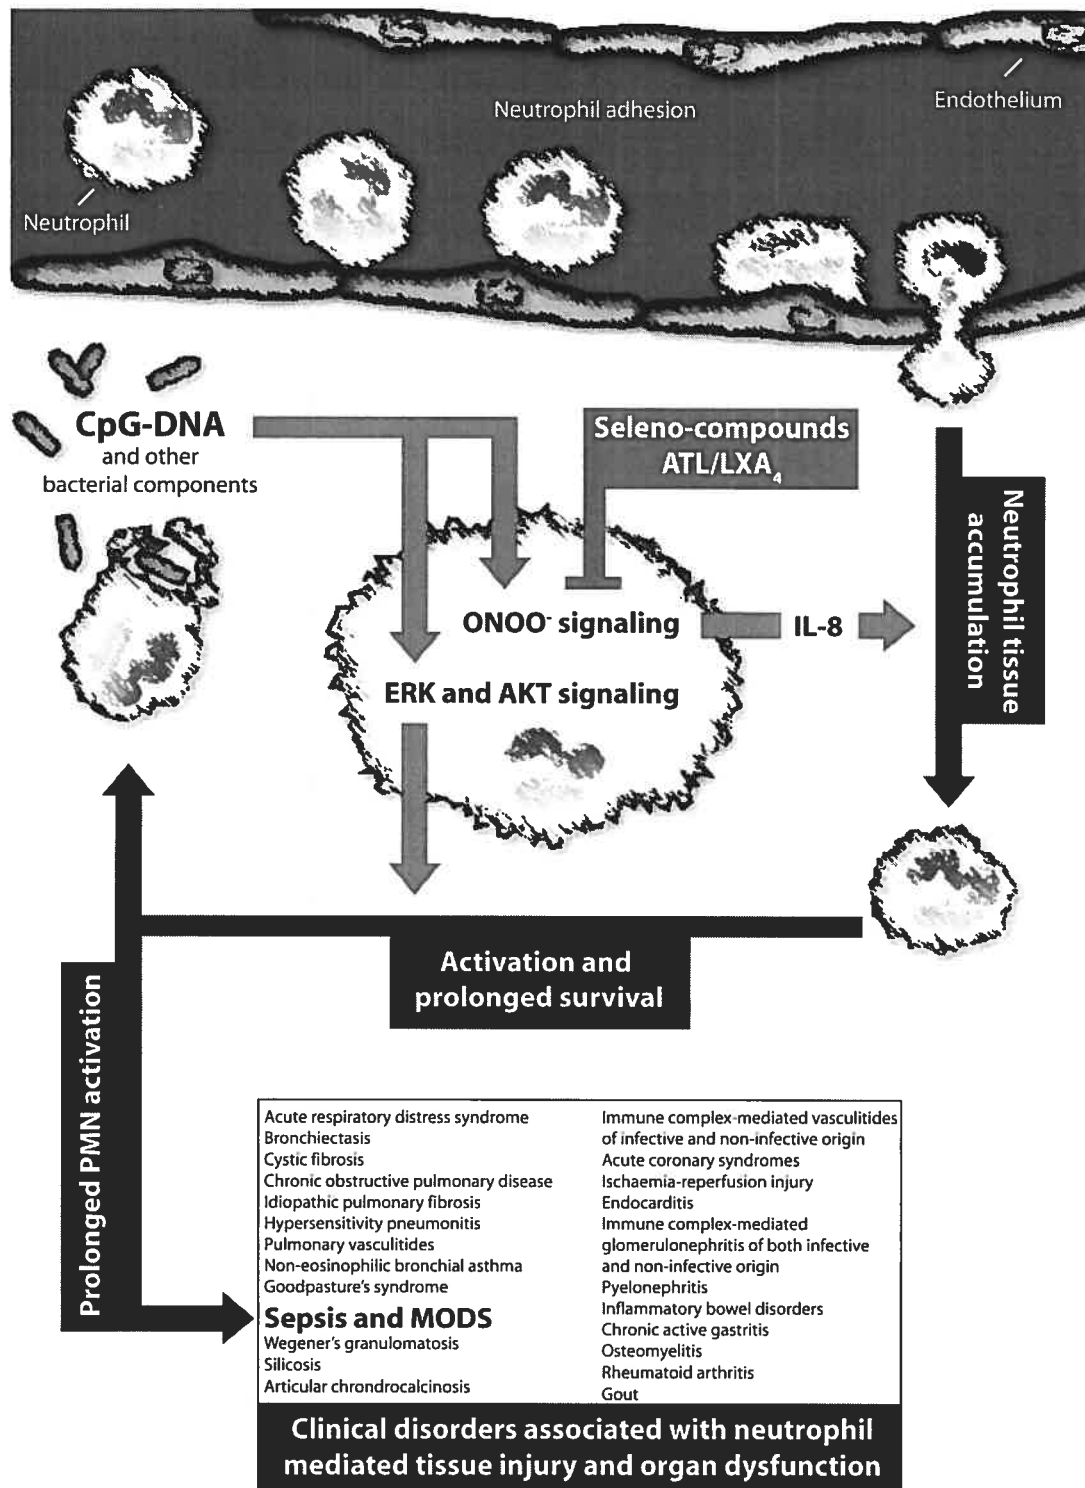 Neutrophil adhesion
Endothelium
Neutrophil
CpG-DNA
and other
bacterial components
Seleno-compounds
ATL/LXA₄
Neutrophil tissue
accumulation
ONOO⁻ signaling
IL-8
ERK and AKT signaling
Activation and
prolonged survival
Prolonged PMN activation
Acute respiratory distress syndrome
Bronchiectasis
Cystic fibrosis
Chronic obstructive pulmonary disease
Idiopathic pulmonary fibrosis
Hypersensitivity pneumonitis
Pulmonary vasculitides
Non-eosinophilic bronchial asthma
Goodpasture's syndrome
Sepsis and MODS
Wegener's granulomatosis
Silicosis
Articular chrondrocalcinosis
Immune complex-mediated vasculitides
of infective and non-infective origin
Acute coronary syndromes
Ischaemia-reperfusion injury
Endocarditis
Immune complex-mediated
glomerulonephritis of both infective
and non-infective origin
Pyelonephritis
Inflammatory bowel disorders
Chronic active gastritis
Osteomyelitis
Rheumatoid arthritis
Gout
Clinical disorders associated with neutrophil
mediated tissue injury and organ dysfunction